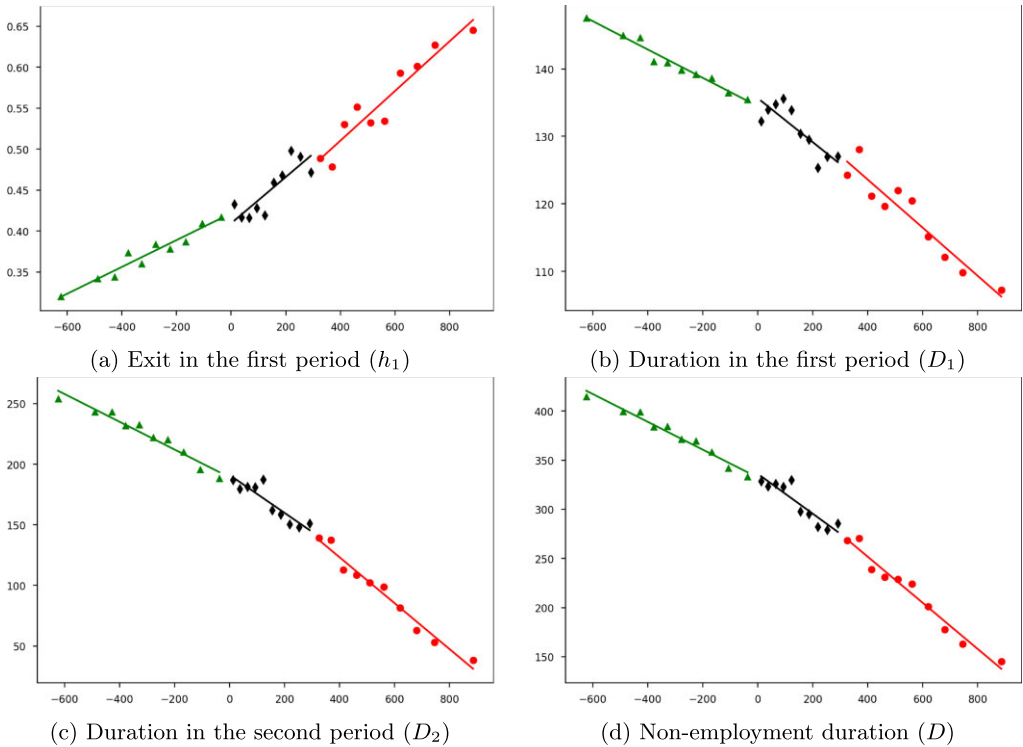 0.65
0.60
0.55
0.50
0.45
0.40
0.35
−600 −400 −200 0 200 400 600 800
(a) Exit in the first period (h1)
140
130
120
110
−600 −400 −200 0 200 400 600 800
(b) Duration in the first period (D1)
250
200
150
100
50
−600 −400 −200 0 200 400 600 800
(c) Duration in the second period (D2)
400
350
300
250
200
150
−600 −400 −200 0 200 400 600 800
(d) Non-employment duration (D)